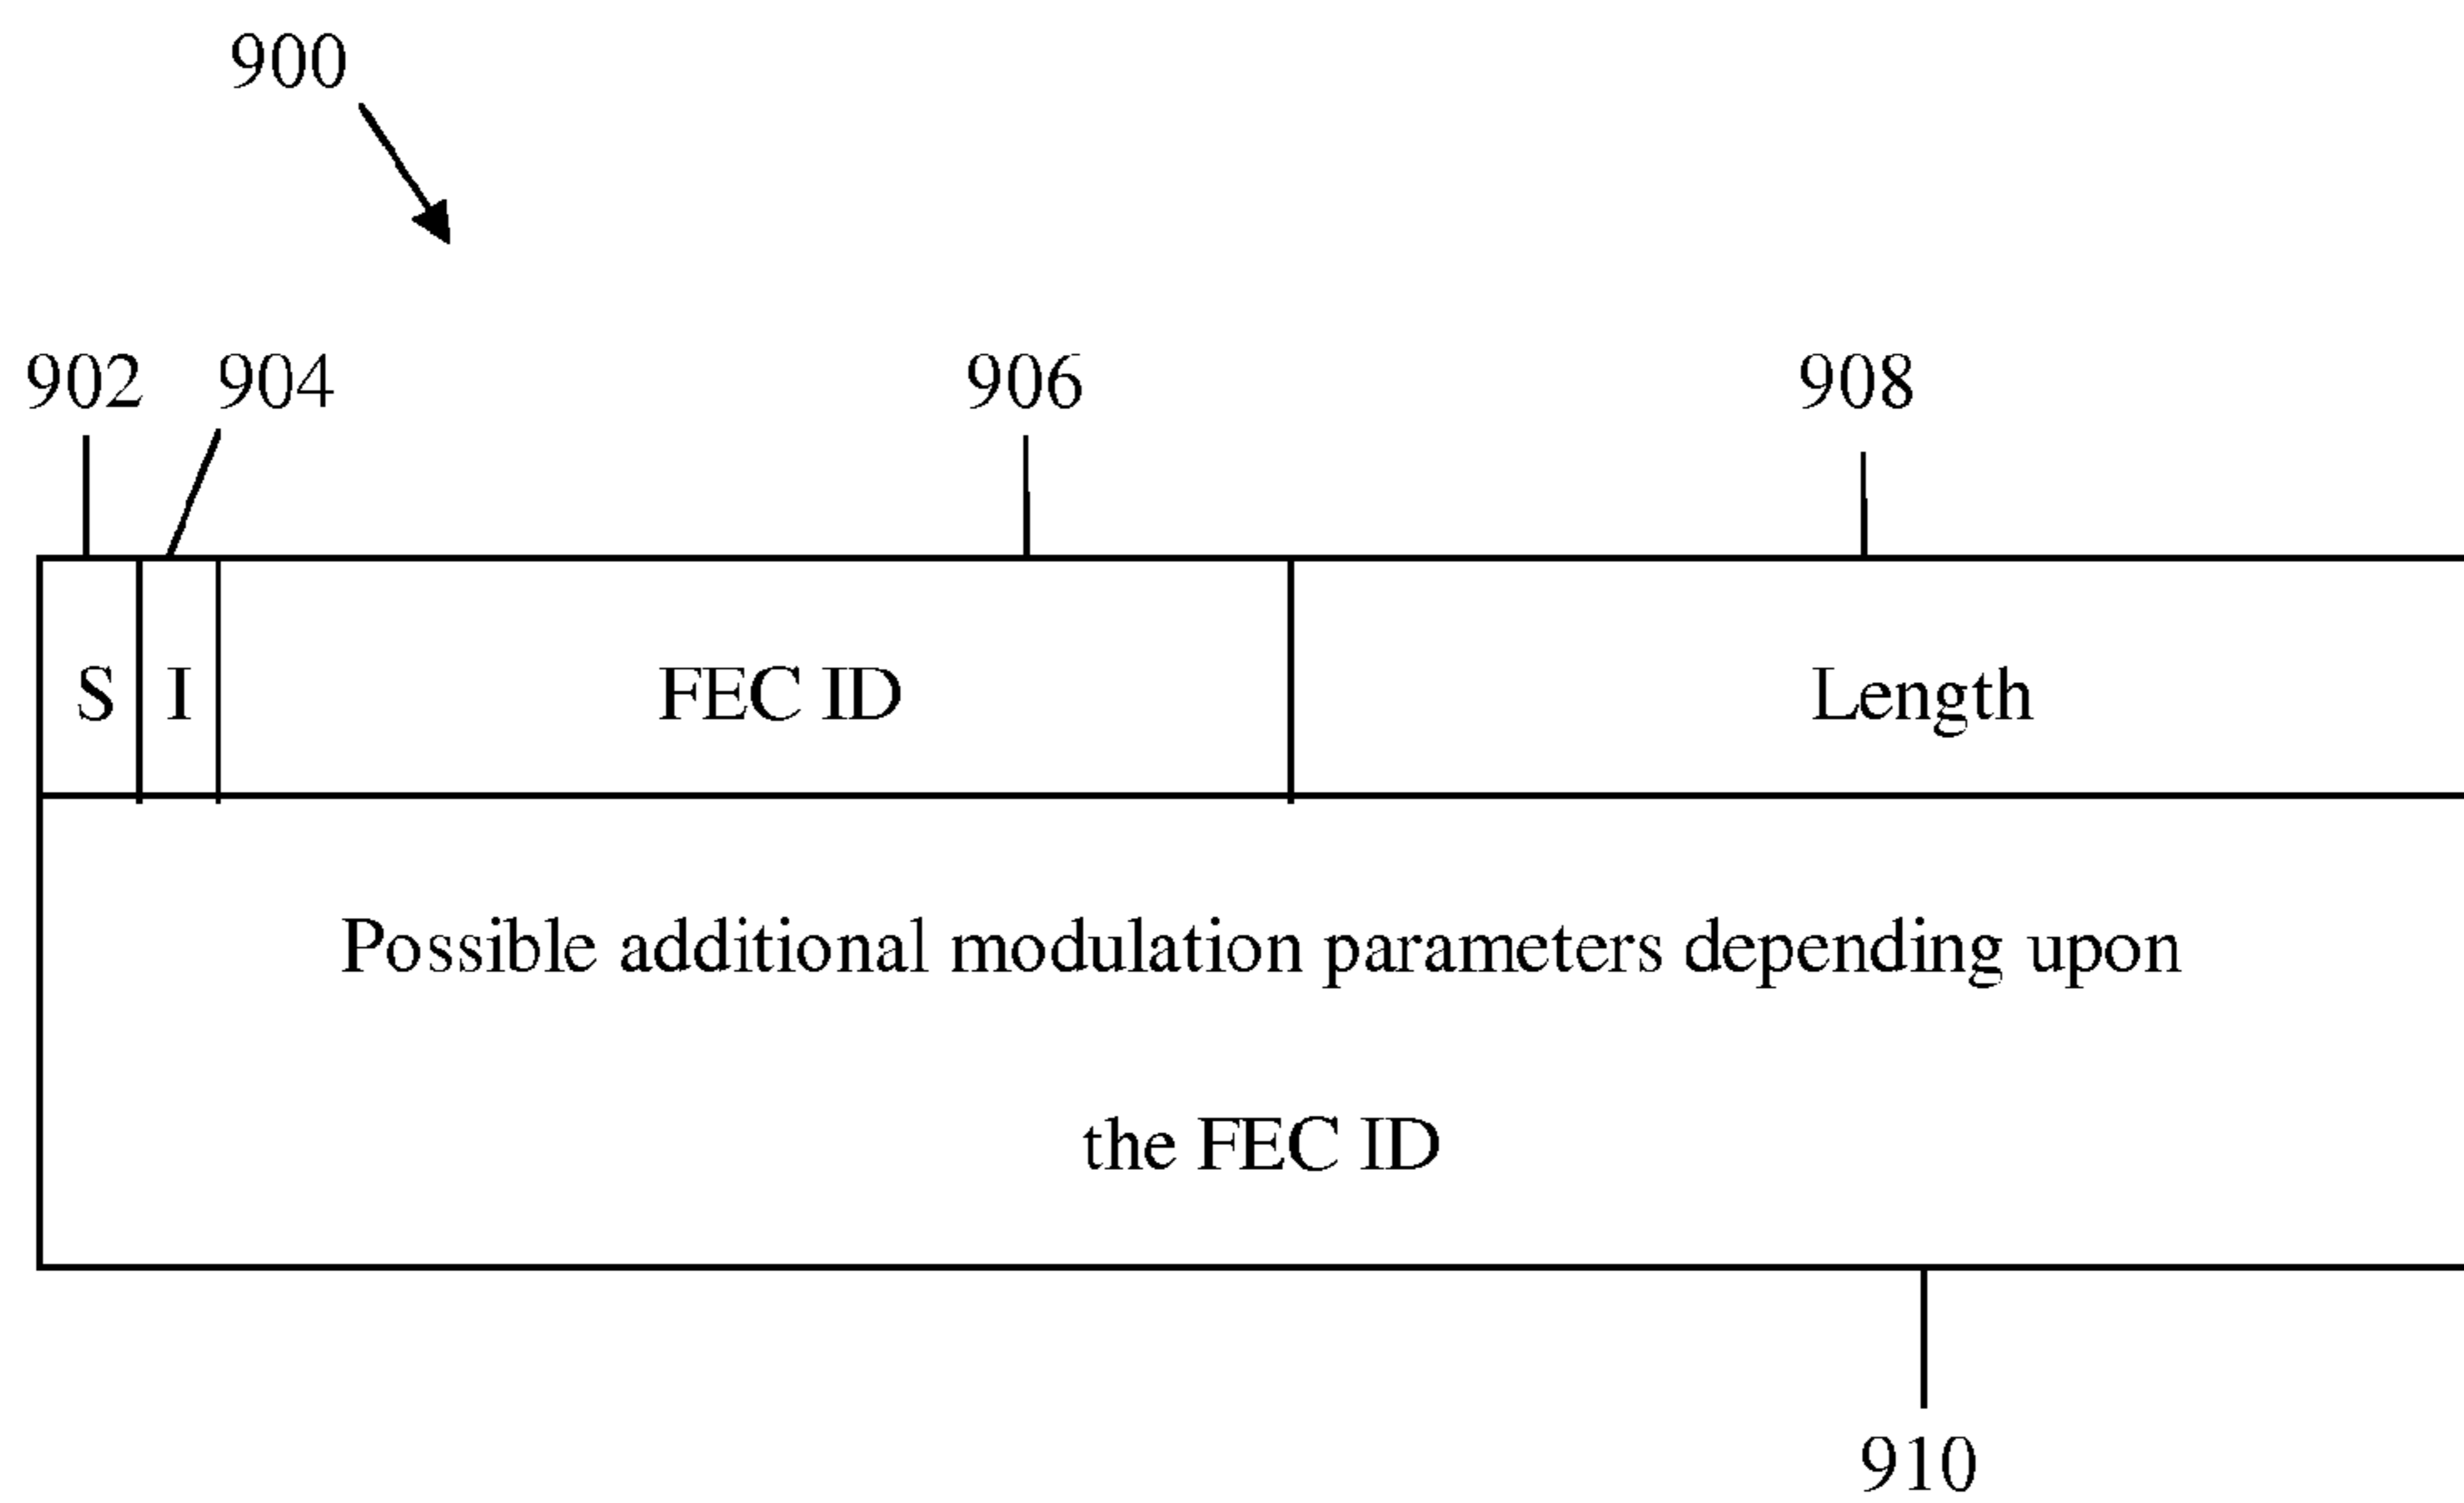 900
902 904 906 908
S I FEC ID Length
Possible additional modulation parameters depending upon
the FEC ID
910